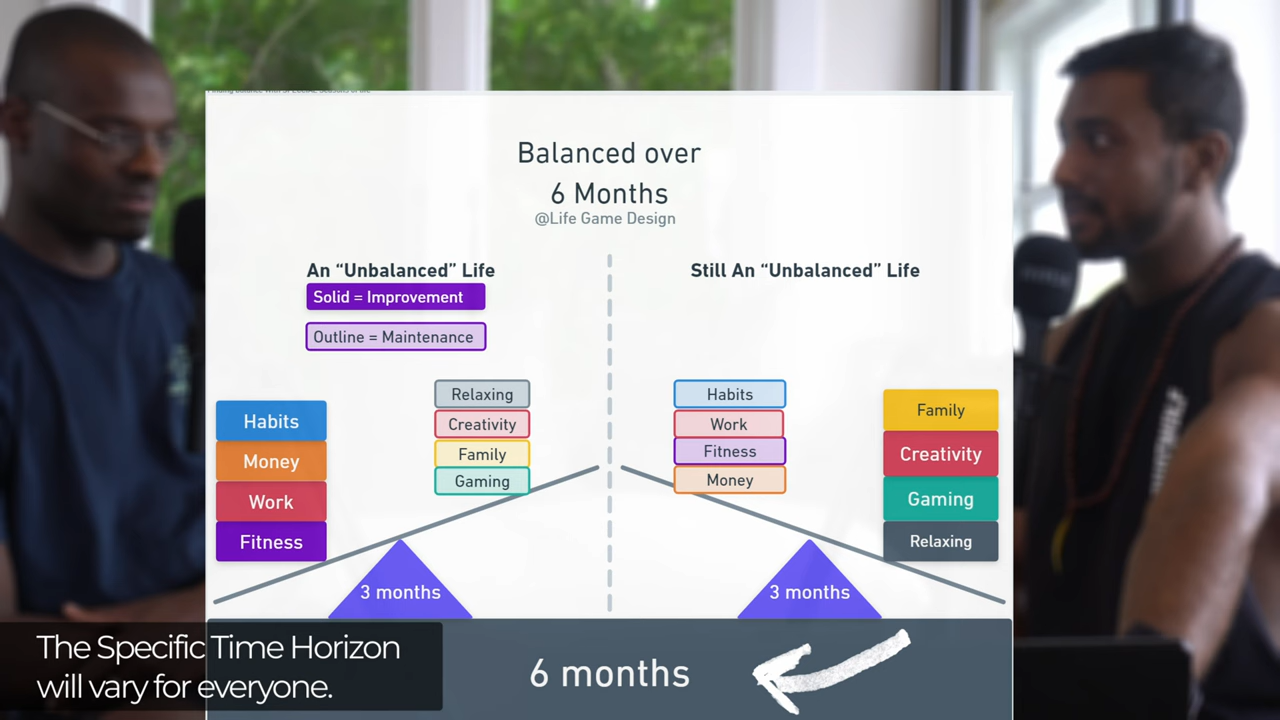 Balanced over
6 Months
@Life Game Design
An “Unbalanced” Life
Solid = Improvement
Outline = Maintenance
Habits
Money
Work
Fitness
Relaxing
Creativity
Family
Gaming
3 months
Still An “Unbalanced” Life
Habits
Work
Fitness
Money
Family
Creativity
Gaming
Relaxing
3 months
6 months
The Specific Time Horizon
will vary for everyone.